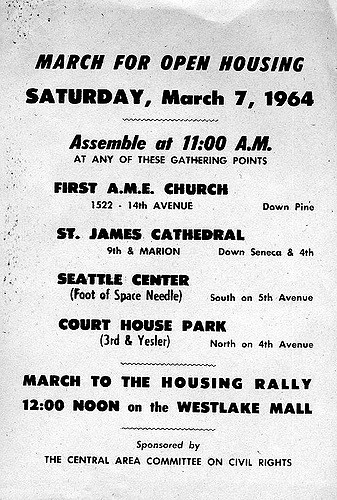 MARCH FOR OPEN HOUSING
SATURDAY, March 7, 1964
Assemble at 11:00 A.M.
AT ANY OF THESE GATHERING POINTS
FIRST A.M.E. CHURCH
1522 - 14th AVENUE Down Pine
ST. JAMES CATHEDRAL
9th & MARION Down Seneca & 4th
SEATTLE CENTER
(Foot of Space Needle) South on 5th Avenue
COURT HOUSE PARK
(3rd & Yesler) North on 4th Avenue
MARCH TO THE HOUSING RALLY
12:00 NOON on the WESTLAKE MALL
Sponsored by
THE CENTRAL AREA COMMITTEE ON CIVIL RIGHTS